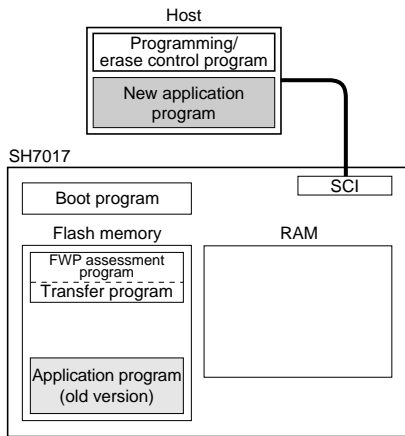 Host
Programming/
erase control program
New application
program
SH7017
SCI
Boot program
Flash memory
RAM
FWP assessment
program
Transfer program
Application program
(old version)